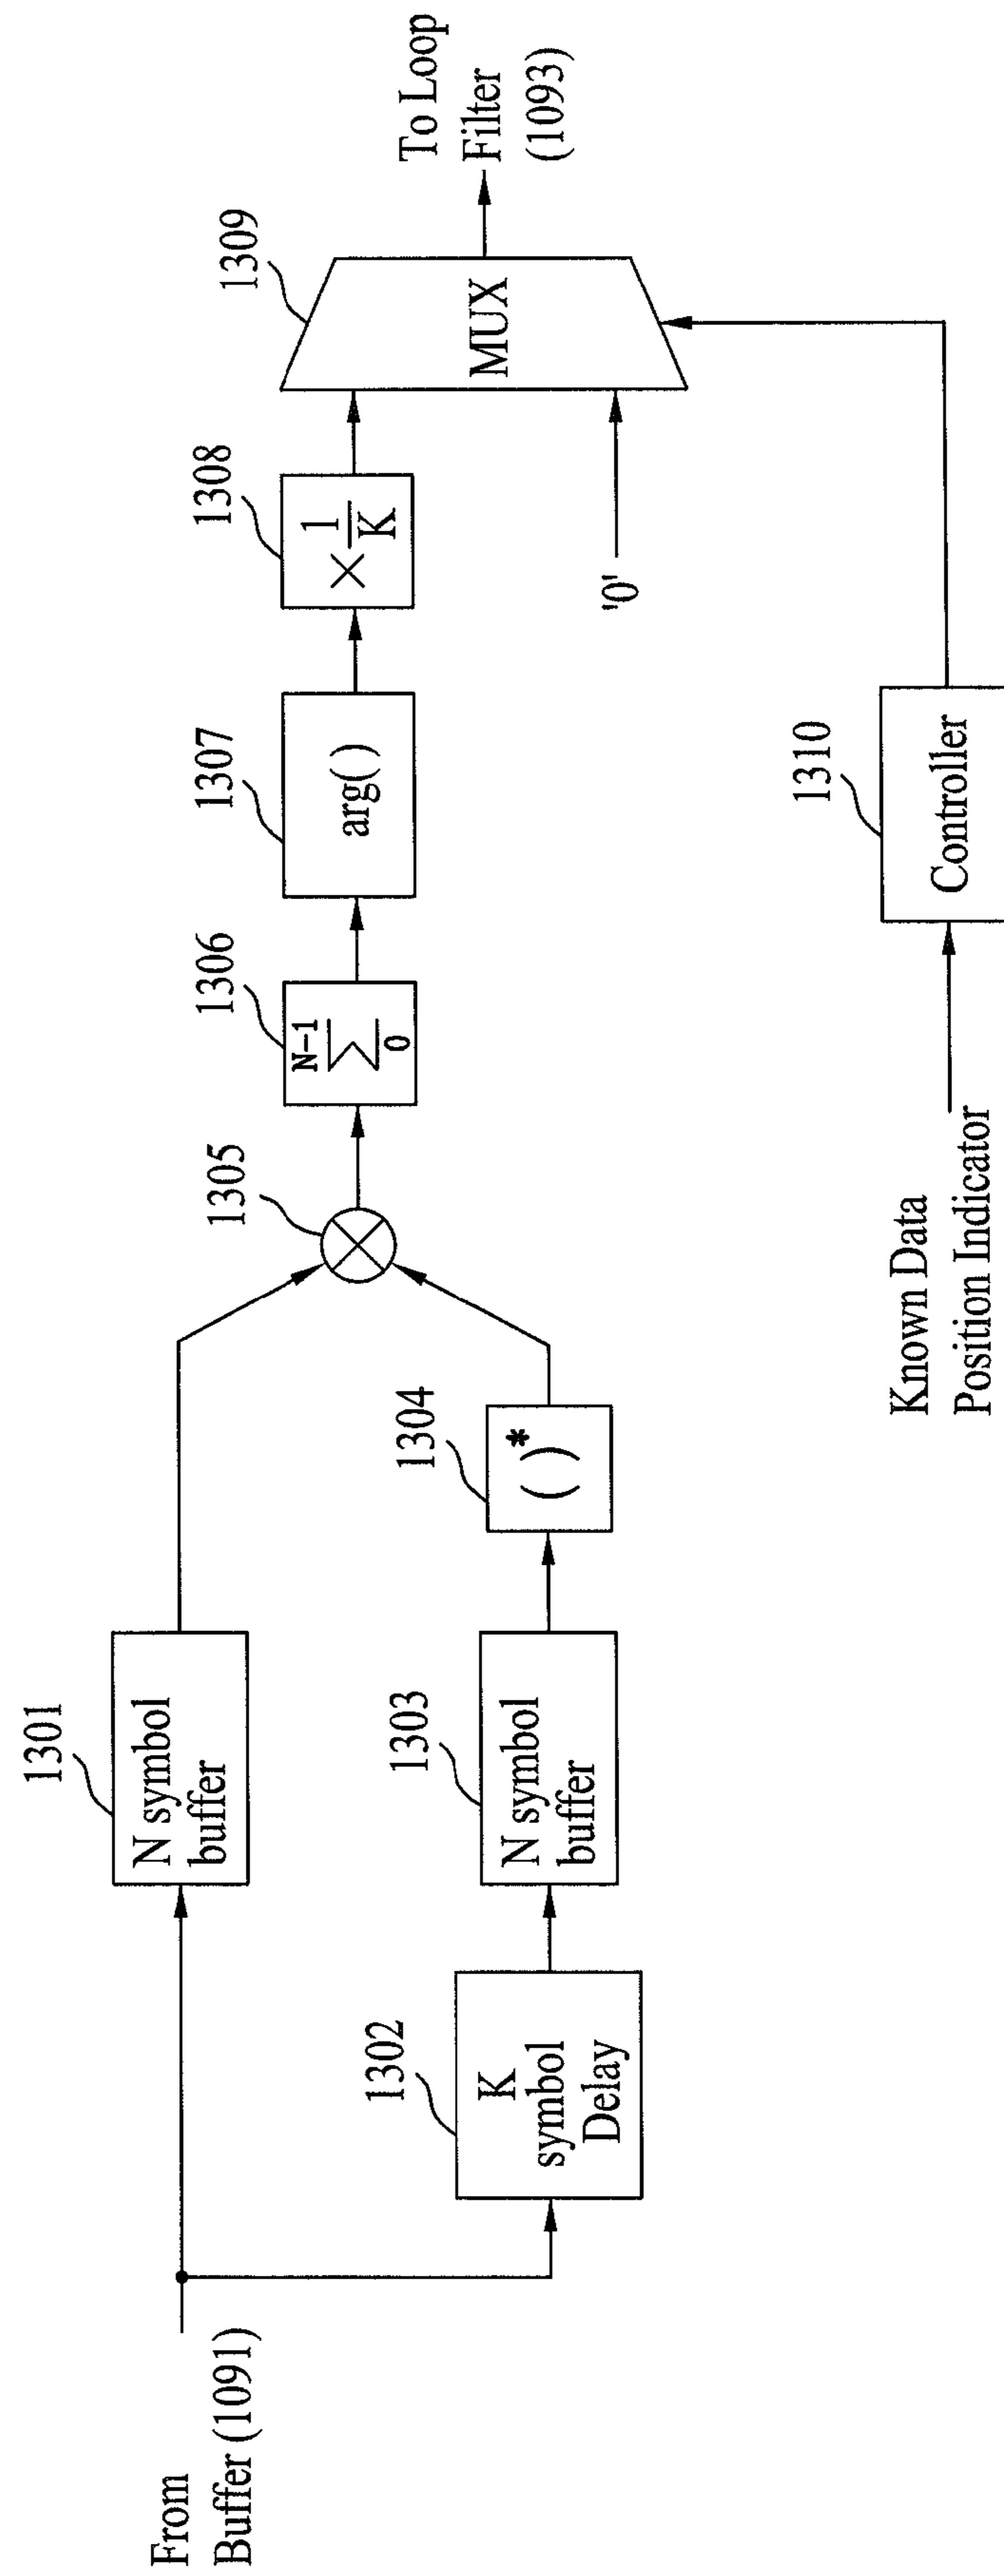 From
Buffer (1091)
1301
N symbol
buffer
1302
K
symbol
Delay
1303
N symbol
buffer
1304
( )*
1305
1306
N-1
∑
0
1307
arg( )
1308
× 1/K
'0'
1309
MUX
To Loop
Filter
(1093)
Known Data
Position Indicator
1310
Controller